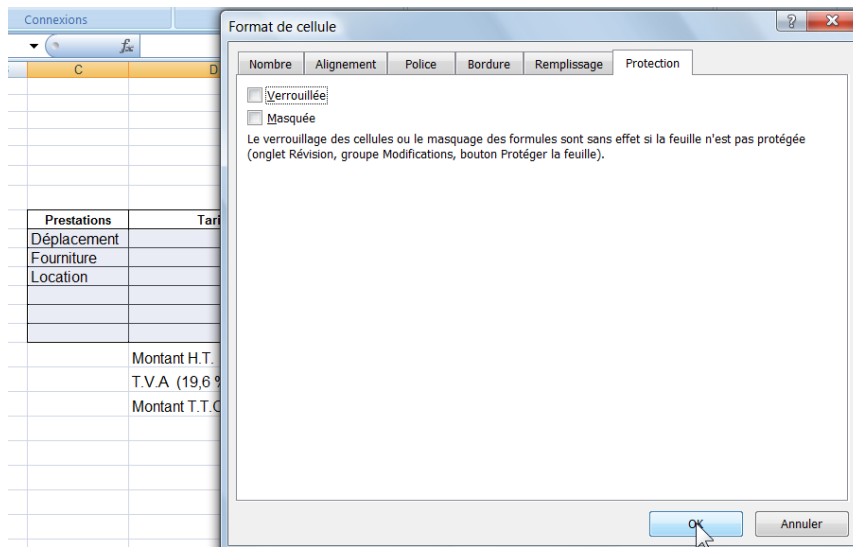 Connexions
Format de cellule
fx
C D
Nombre Alignement Police Bordure Remplissage Protection
Verrouillée
Masquée
Le verrouillage des cellules ou le masquage des formules sont sans effet si la feuille n'est pas protégée
(onglet Révision, groupe Modifications, bouton Protéger la feuille).
Prestations Tari
Déplacement
Fourniture
Location
Montant H.T.
T.V.A (19,6 %
Montant T.T.C
OK Annuler